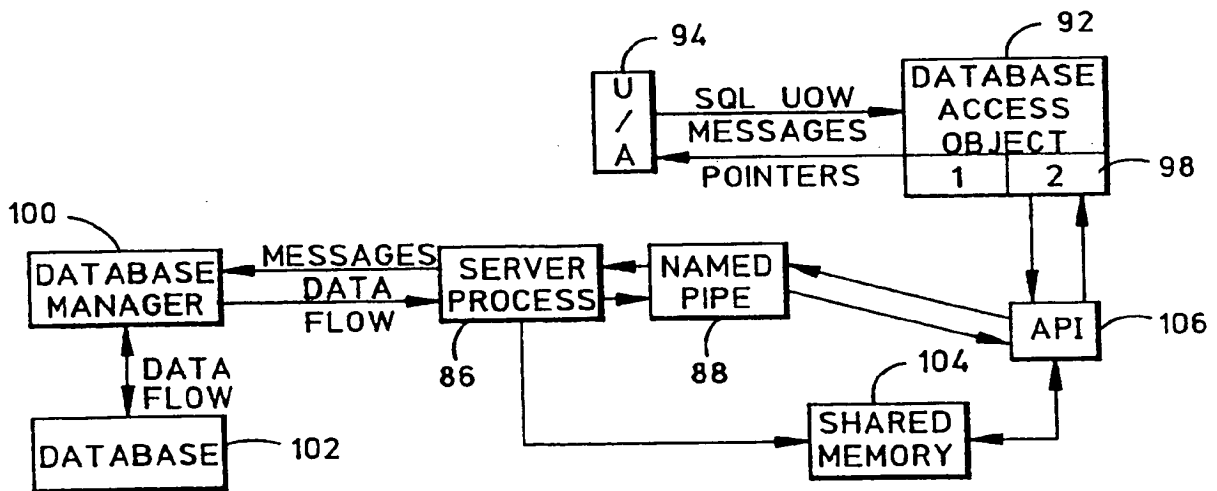 94
92
U
/
A
SQL UOW
MESSAGES
POINTERS
DATABASE
ACCESS
OBJECT
1
2
98
100
DATABASE
MANAGER
MESSAGES
DATA
FLOW
SERVER
PROCESS
86
NAMED
PIPE
88
API
106
DATA
FLOW
104
SHARED
MEMORY
DATABASE
102